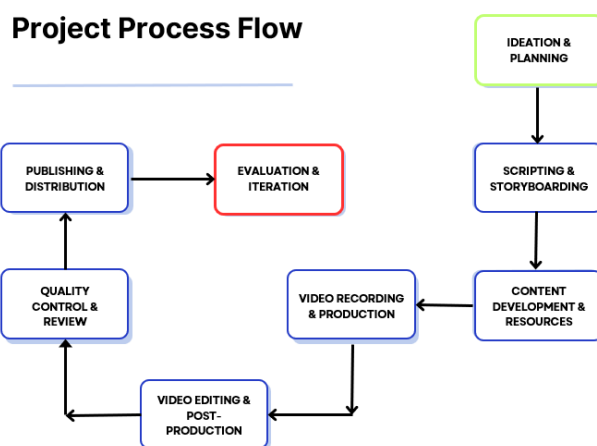 Project Process Flow
IDEATION &
PLANNING
SCRIPTING &
STORYBOARDING
CONTENT
DEVELOPMENT &
RESOURCES
VIDEO RECORDING
& PRODUCTION
VIDEO EDITING &
POST-
PRODUCTION
QUALITY
CONTROL &
REVIEW
PUBLISHING &
DISTRIBUTION
EVALUATION &
ITERATION